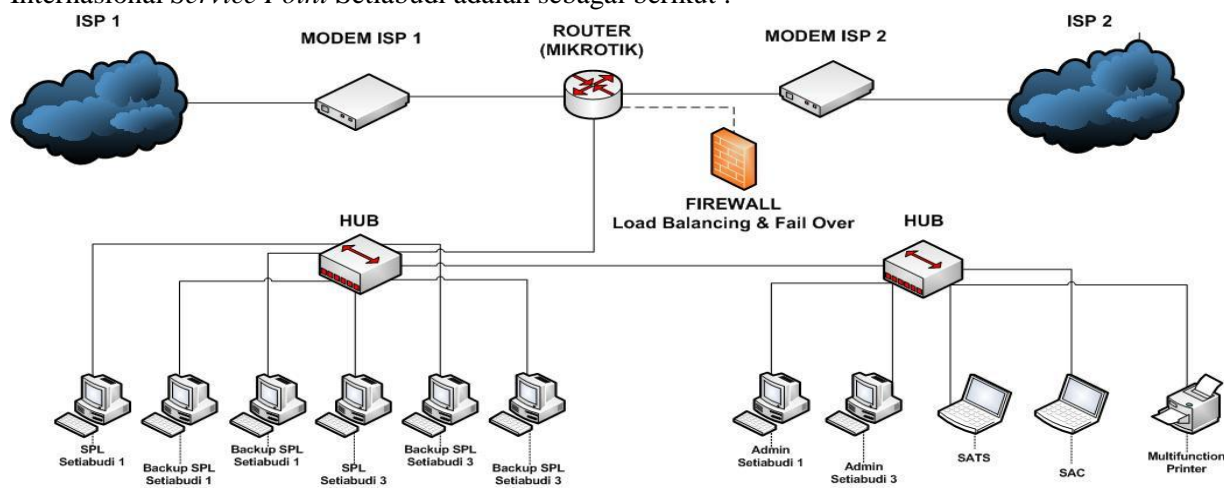 Internasional Service Point Setiabudi adalah sebagai berikut :
ISP 1
MODEM ISP 1
ROUTER
(MIKROTIK)
MODEM ISP 2
ISP 2
FIREWALL
Load Balancing & Fail Over
HUB
HUB
SPL
Setiabudi 1
Backup SPL
Setiabudi 1
Backup SPL
Setiabudi 1
SPL
Setiabudi 3
Backup SPL
Setiabudi 3
Backup SPL
Setiabudi 3
Admin
Setiabudi 1
Admin
Setiabudi 3
SATS
SAC
Multifunction
Printer